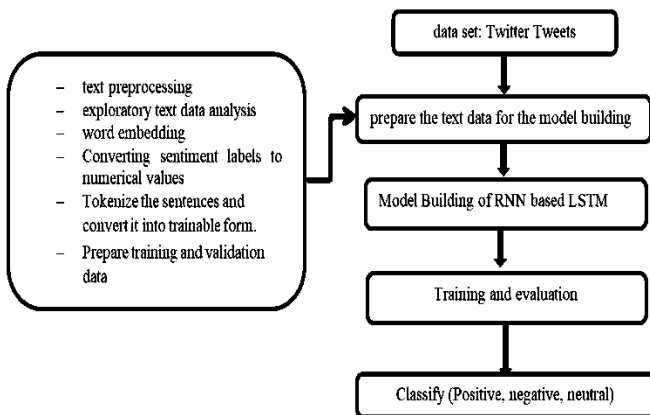 data set: Twitter Tweets
– text preprocessing
– exploratory text data analysis
– word embedding
– Converting sentiment labels to
numerical values
– Tokenize the sentences and
convert it into trainable form.
– Prepare training and validation
data
prepare the text data for the model building
Model Building of RNN based LSTM
Training and evaluation
Classify (Positive, negative, neutral)